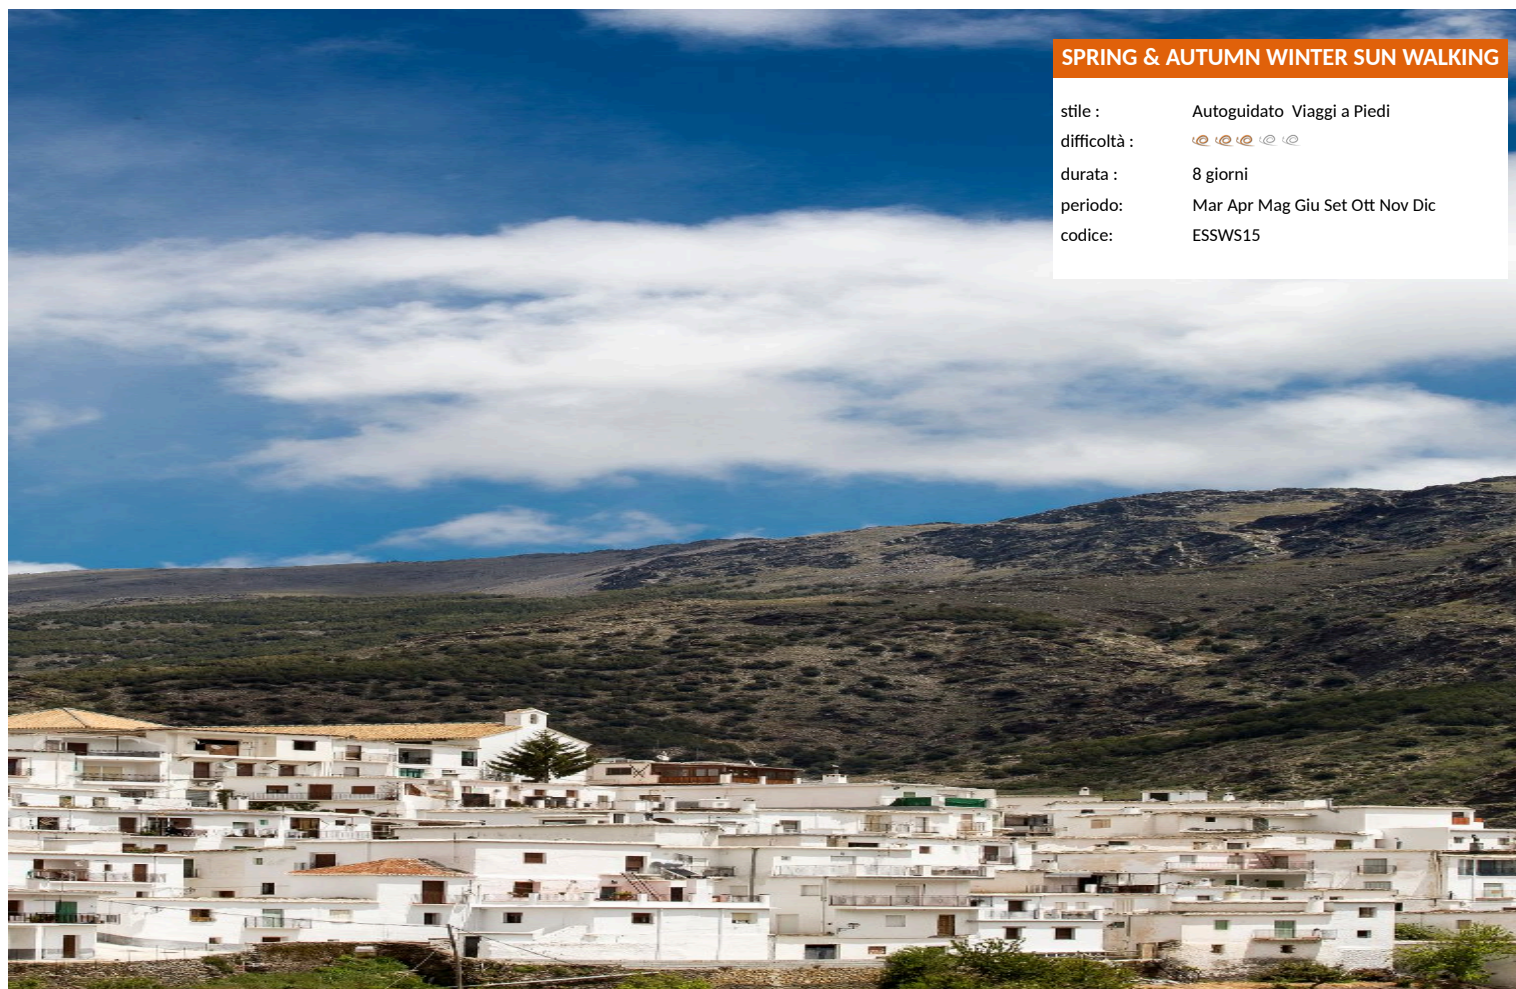 SPRING & AUTUMN WINTER SUN WALKING
stile : Autoguidato Viaggi a Piedi
difficoltà :
durata : 8 giorni
periodo: Mar Apr Mag Giu Set Ott Nov Dic
codice: ESSWS15